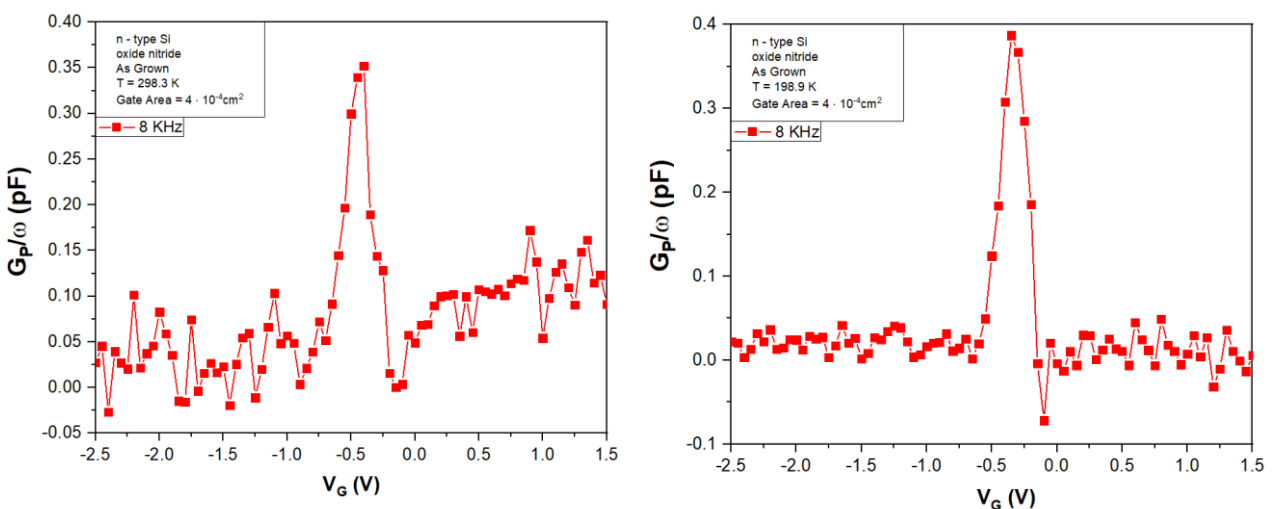 0.40
0.35
0.30
0.25
0.20
0.15
0.10
0.05
0.00
-0.05
G_P/ω (pF)
n - type Si
oxide nitride
As Grown
T = 298.3 K
Gate Area = 4 · 10⁻⁴cm²
8 KHz
-2.5 -2.0 -1.5 -1.0 -0.5 0.0 0.5 1.0 1.5
V_G (V)
0.4
0.3
0.2
0.1
0.0
-0.1
G_P/ω (pF)
n - type Si
oxide nitride
As Grown
T = 198.9 K
Gate Area = 4 · 10⁻⁴cm²
8 KHz
-2.5 -2.0 -1.5 -1.0 -0.5 0.0 0.5 1.0 1.5
V_G (V)